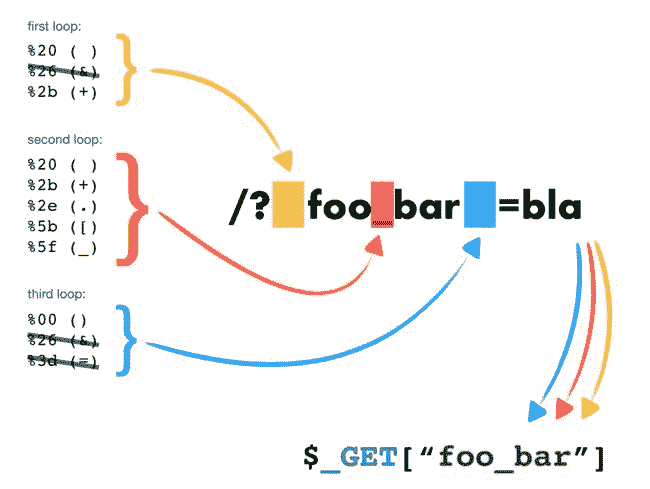 first loop:
%20 ( )
%26 (&)
%2b (+)
second loop:
%20 ( )
%2b (+)
%2e (.)
%5b ([)
%5f (_)
/? foo bar =bla
third loop:
%00 ()
%26 (&)
%3d (=)
$_GET[“foo_bar”]